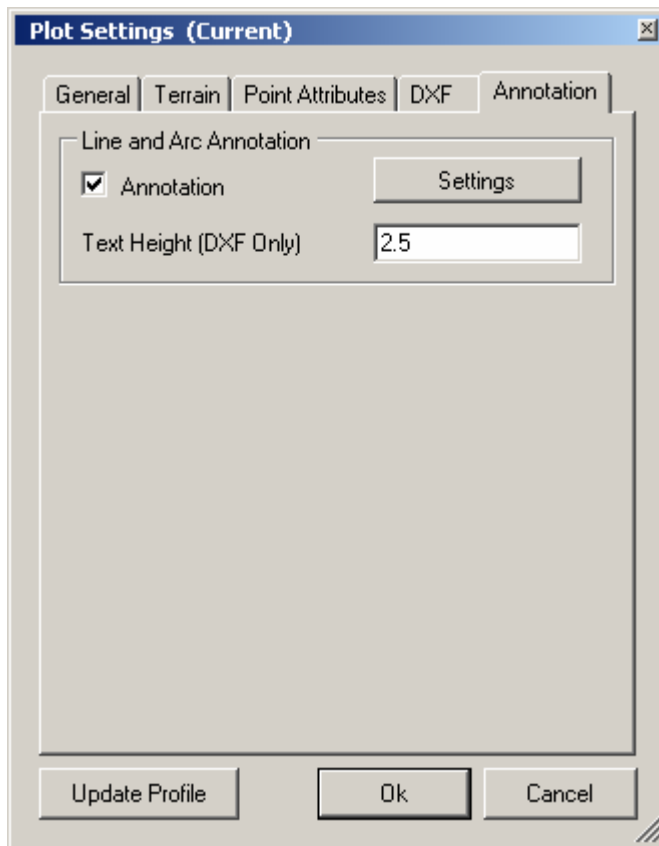 Plot Settings (Current)
General Terrain Point Attributes DXF Annotation
Line and Arc Annotation
Annotation Settings
Text Height (DXF Only) 2.5
Update Profile Ok Cancel